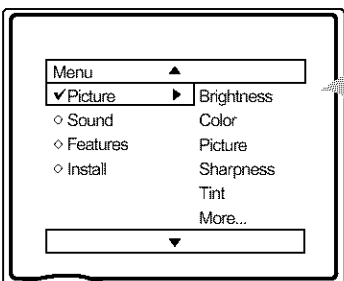 Menu
Picture Brightness
Sound Color
Features Picture
Install Sharpness
Tint
More...